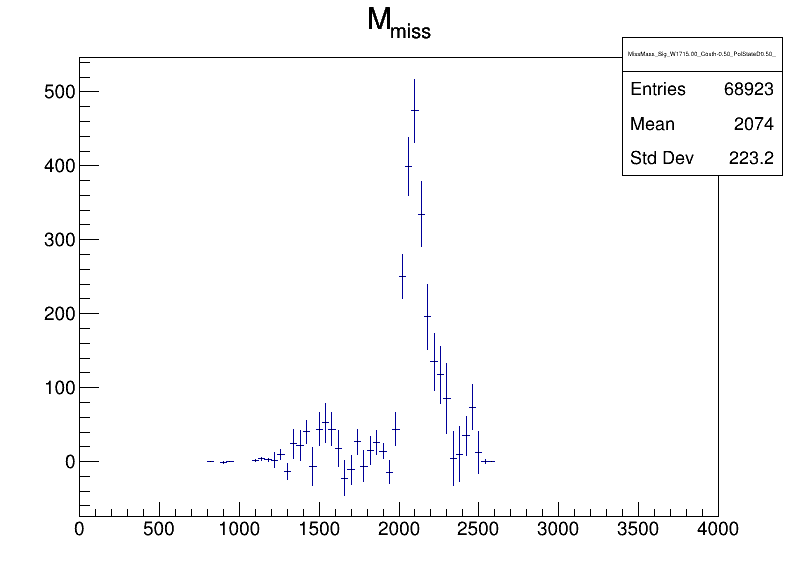 M_miss
MissMass_Sig_W1715.00_Costh-0.50_PolStateD0.50_
Entries 68923
Mean 2074
Std Dev 223.2
500
400
300
200
100
0
0 500 1000 1500 2000 2500 3000 3500 4000